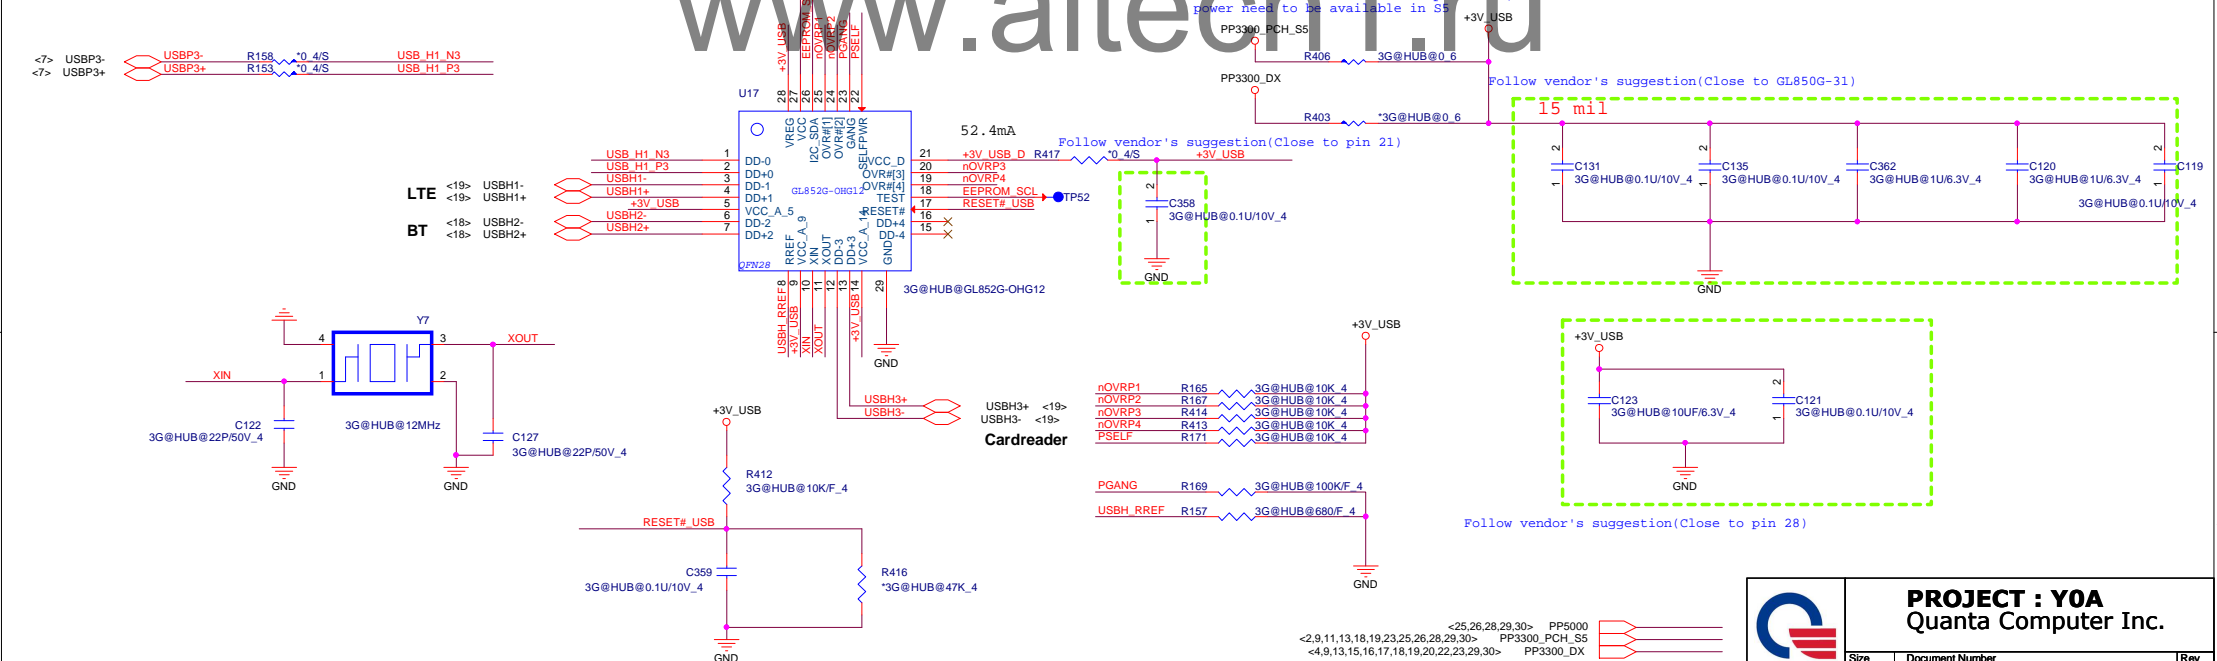 www.aitech1.ru
power need to be available in S5
<7> USBP3-
<7> USBP3+
USBP3-
USBP3+
R158 *0_4/S
R153 *0_4/S
USB_H1_N3
USB_H1_P3
+3V_USB
nOVRP1
nOVRP2
PGANG
PSELF
28
27
26
25
24
23
22
U17
VREG
VCC
I2C_SDA
OVR#[1]
OVR#[2]
GANG
SELFPWR
USB_H1_N3 1 DD-0
USB_H1_P3 2 DD+0
LTE
<19> USBH1- USBH1- 3 DD-1
<19> USBH1+ USBH1+ 4 DD+1
+3V_USB 5 VCC_A_5
BT
<18> USBH2- USBH2- 6 DD-2
<18> USBH2+ USBH2+ 7 DD+2
GL852G-OHG12
QFN28
RREF
VCC_A_9
XIN
XOUT
DD-3
DD+3
VCC_A_14
GND
52.4mA
VCC_D 21 +3V_USB_D R417 *0_4/S +3V_USB
OVR#[3] 20 nOVRP3
OVR#[4] 19 nOVRP4
TEST 18 EEPROM_SCL TP52
RESET# 17 RESET#_USB
DD+4 16
DD-4 15
8
9
10
11
12
13
14
29
USBH_RREF
+3V_USB
XIN
XOUT
+3V_USB
3G@HUB@GL852G-OHG12
GND
Follow vendor's suggestion(Close to pin 21)
2
1
C358
3G@HUB@0.1U/10V_4
GND
PP3300_PCH_S5
R406 3G@HUB@0_6
PP3300_DX
R403 *3G@HUB@0_6
+3V_USB
Follow vendor's suggestion(Close to GL850G-31)
15 mil
2
1
C131
3G@HUB@0.1U/10V_4
2
1
C135
3G@HUB@0.1U/10V_4
C362
3G@HUB@1U/6.3V_4
C120
3G@HUB@1U/6.3V_4
2
1
C119
3G@HUB@0.1U/10V_4
GND
Y7
4
3 XOUT
XIN 1
2
3G@HUB@12MHz
C122
3G@HUB@22P/50V_4
GND
C127
3G@HUB@22P/50V_4
GND
+3V_USB
R412
3G@HUB@10K/F_4
RESET#_USB
C359
3G@HUB@0.1U/10V_4
R416
*3G@HUB@47K_4
GND
USBH3+ USBH3+ <19>
USBH3- USBH3- <19>
Cardreader
+3V_USB
nOVRP1 R165 3G@HUB@10K_4
nOVRP2 R167 3G@HUB@10K_4
nOVRP3 R414 3G@HUB@10K_4
nOVRP4 R413 3G@HUB@10K_4
PSELF R171 3G@HUB@10K_4
PGANG R169 3G@HUB@100K/F_4
USBH_RREF R157 3G@HUB@680/F_4
GND
+3V_USB
C123
3G@HUB@10UF/6.3V_4
2
1
C121
3G@HUB@0.1U/10V_4
GND
Follow vendor's suggestion(Close to pin 28)
<25,26,28,29,30> PP5000
<2,9,11,13,18,19,23,25,26,28,29,30> PP3300_PCH_S5
<4,9,13,15,16,17,18,19,20,22,23,29,30> PP3300_DX
PROJECT : Y0A
Quanta Computer Inc.
Size Document Number Rev